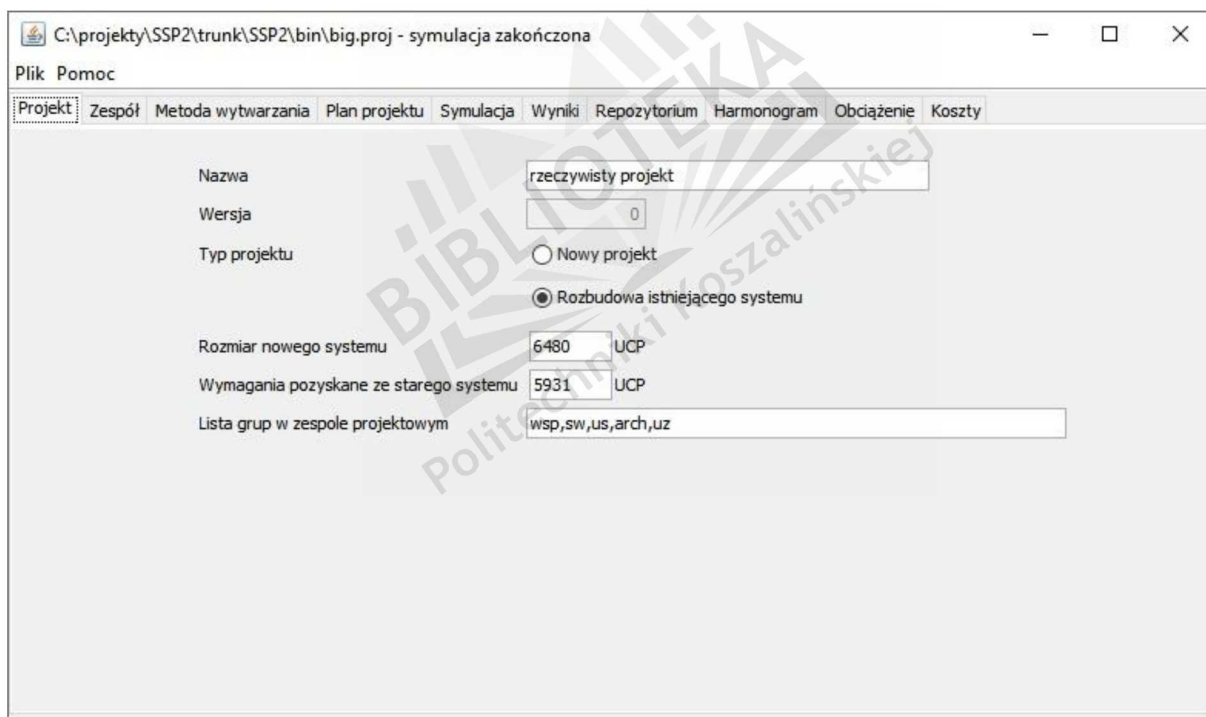 C:\projekty\SSP2\trunk\SSP2\bin\big.proj - symulacja zakończona
Plik Pomoc
Projekt Zespół Metoda wytwarzania Plan projektu Symulacja Wyniki Repozytorium Harmonogram Obciążenie Koszty
Nazwa rzeczywisty projekt
Wersja 0
Typ projektu Nowy projekt
Rozbudowa istniejącego systemu
Rozmiar nowego systemu 6480 UCP
Wymagania pozyskane ze starego systemu 5931 UCP
Lista grup w zespole projektowym wsp,sw,us,arch,uz
BIBLIOTEKA
Politechniki Koszalińskiej